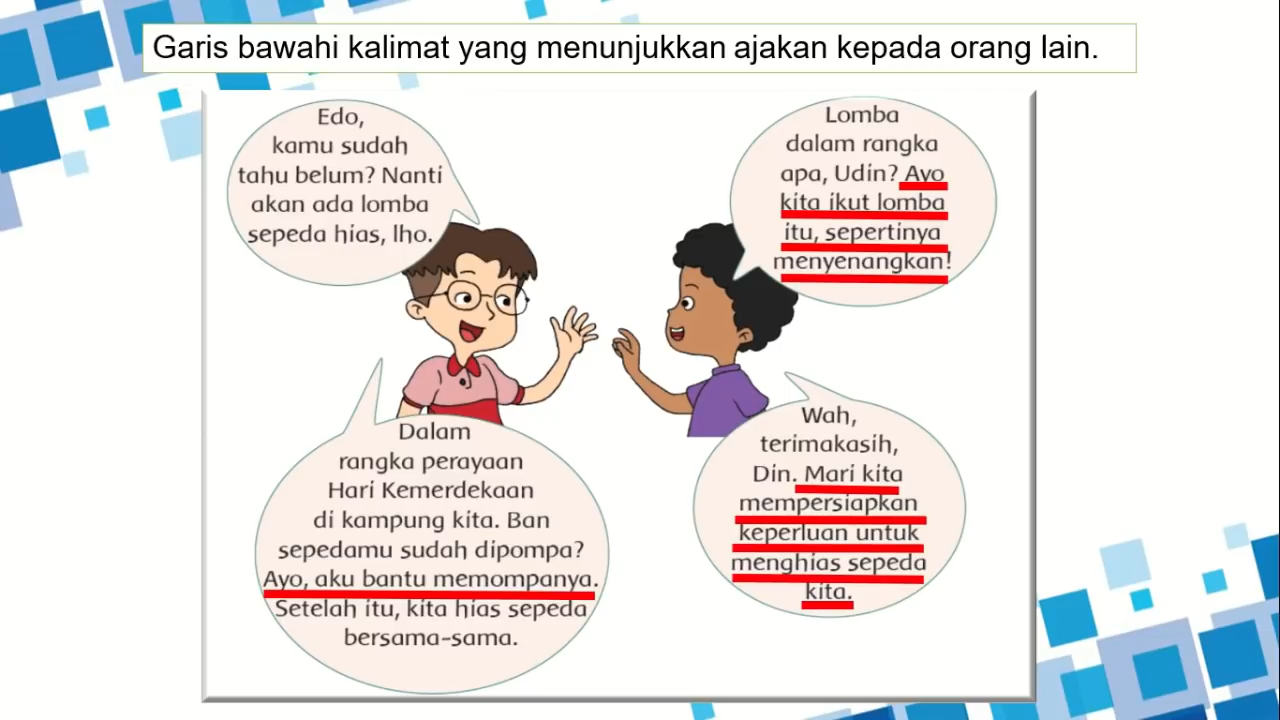 Garis bawahi kalimat yang menunjukkan ajakan kepada orang lain.
Edo,
kamu sudah
tahu belum? Nanti
akan ada lomba
sepeda hias, lho.
Lomba
dalam rangka
apa, Udin? Ayo
kita ikut lomba
itu, sepertinya
menyenangkan!
Dalam
rangka perayaan
Hari Kemerdekaan
di kampung kita. Ban
sepedamu sudah dipompa?
Ayo, aku bantu memompanya.
Setelah itu, kita hias sepeda
bersama-sama.
Wah,
terimakasih,
Din. Mari kita
mempersiapkan
keperluan untuk
menghias sepeda
kita.